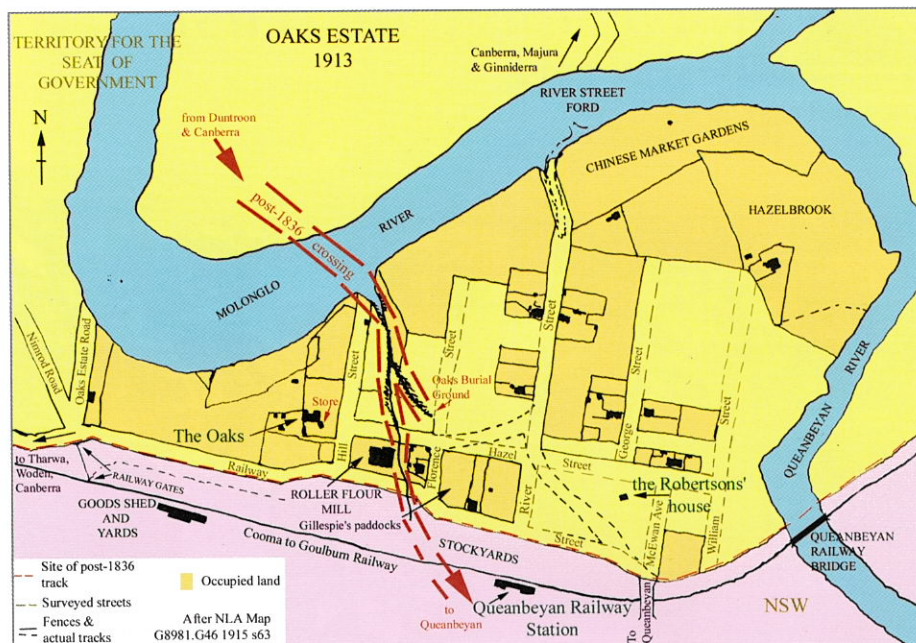 TERRITORY FOR THE
SEAT OF
GOVERNMENT
OAKS ESTATE
1913
Canberra, Majura
& Ginniderra
N
from Duntroon
& Canberra
RIVER STREET
FORD
CHINESE MARKET GARDENS
HAZELBROOK
post-1836 crossing
MOLONGLO
RIVER
Nimrod Road
Oaks Estate Road
Street
Street
Street
Street
Street
Oaks Burial
Ground
QUEANBEYAN
RIVER
Store
The Oaks
Hill
Florence
Hazel
Street
River
George
William
McEwan Ave
the Robertsons'
house
Railway
Street
to Tharwa,
Woden,
Canberra
RAILWAY GATES
GOODS SHED
AND
YARDS
ROLLER FLOUR
MILL
Gillespie's paddocks
Cooma to Goulburn Railway
STOCKYARDS
QUEANBEYAN
RAILWAY
BRIDGE
to
Queanbeyan
Queanbeyan Railway
Station
To
Queanbeyan
NSW
Site of post-1836
track
Surveyed streets
Fences &
actual tracks
Occupied land
After NLA Map
G8981.G46 1915 s63